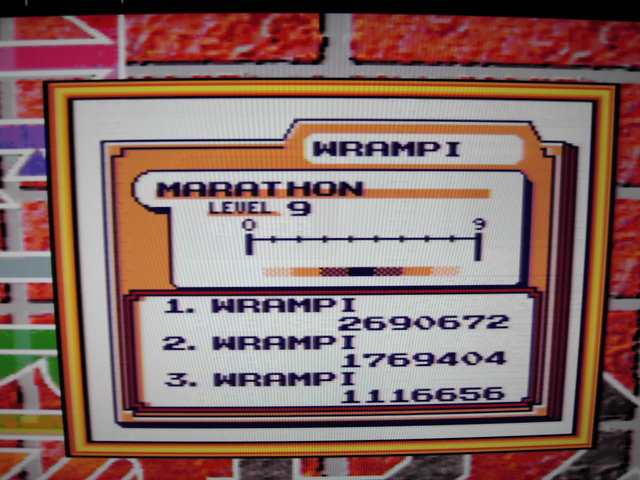 WRAMPI
MARATHON
LEVEL 9
0 9
1. WRAMPI
2690672
2. WRAMPI
1769404
3. WRAMPI
1116656